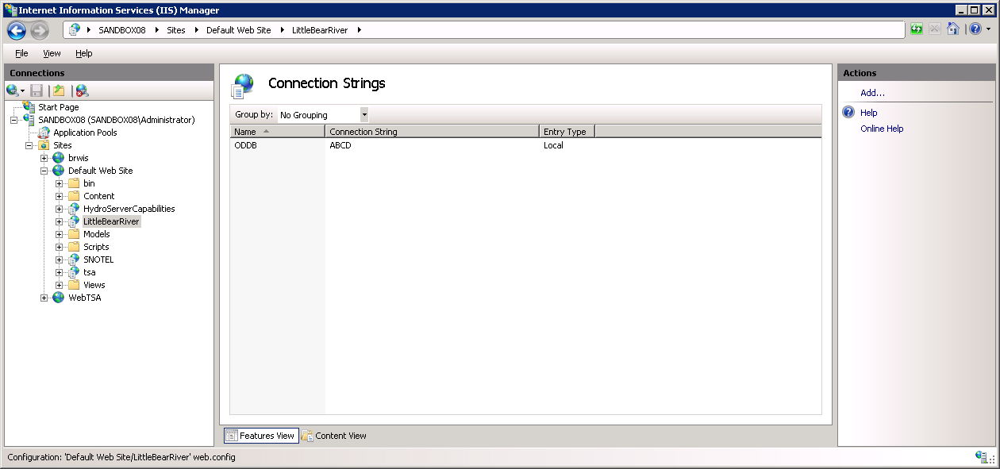 Internet Information Services (IIS) Manager
SANDBOX08 Sites Default Web Site LittleBearRiver
File View Help
Connections
Start Page
SANDBOX08 (SANDBOX08\Administrator)
Application Pools
Sites
brwis
Default Web Site
bin
Content
HydroServerCapabilities
LittleBearRiver
Models
Scripts
SNOTEL
tsa
Views
WebTSA
Connection Strings
Group by: No Grouping
Name Connection String Entry Type
ODDB ABCD Local
Features View Content View
Actions
Add...
Help
Online Help
Configuration: 'Default Web Site/LittleBearRiver' web.config